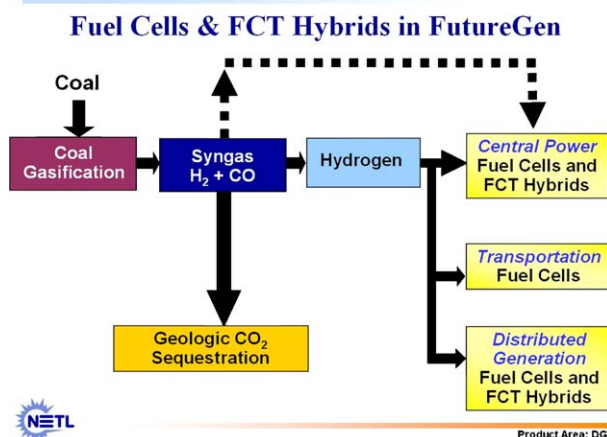 Fuel Cells & FCT Hybrids in FutureGen
Coal
Coal
Gasification
Syngas
H₂ + CO
Hydrogen
Central Power
Fuel Cells and
FCT Hybrids
Transportation
Fuel Cells
Geologic CO₂
Sequestration
Distributed
Generation
Fuel Cells and
FCT Hybrids
NETL
Product Area: DG